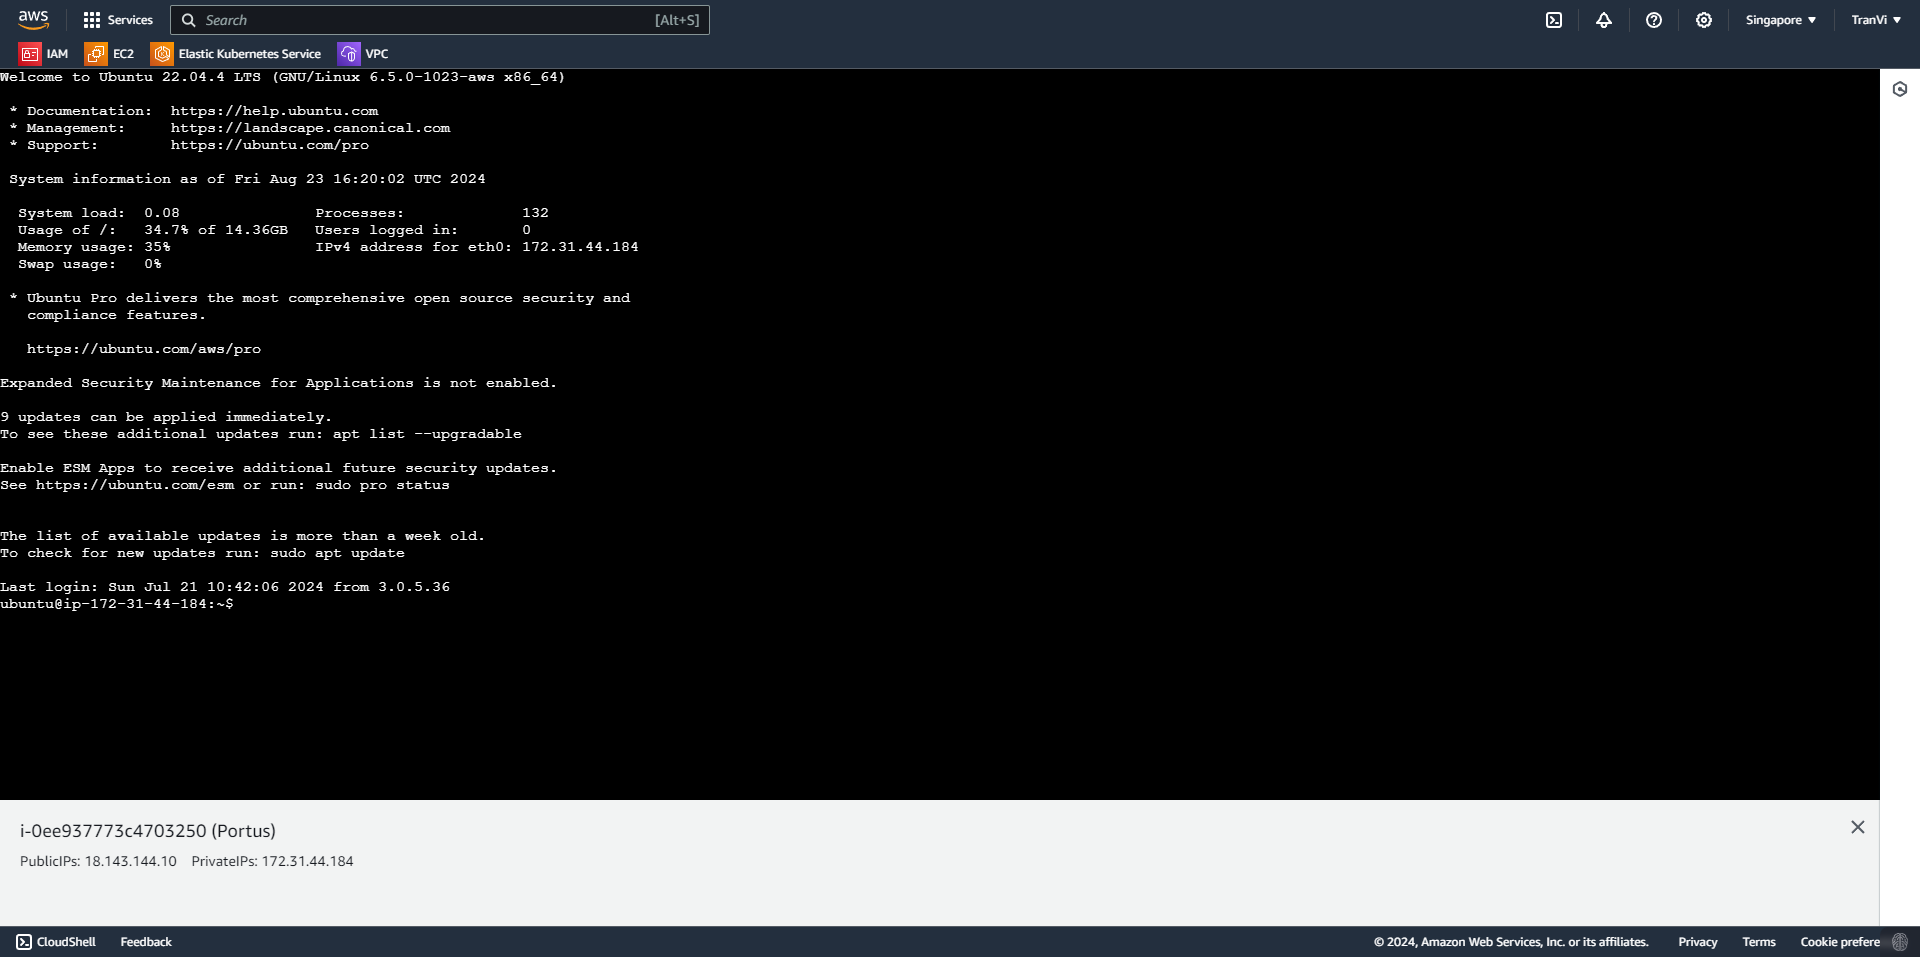 aws
Services
Search
[Alt+S]
Singapore
TranVi
IAM
EC2
Elastic Kubernetes Service
VPC
Welcome to Ubuntu 22.04.4 LTS (GNU/Linux 6.5.0-1023-aws x86_64)
* Documentation:  https://help.ubuntu.com
* Management:     https://landscape.canonical.com
* Support:        https://ubuntu.com/pro
System information as of Fri Aug 23 16:20:02 UTC 2024
System load:  0.08               Processes:             132
Usage of /:   34.7% of 14.36GB   Users logged in:       0
Memory usage: 35%                IPv4 address for eth0: 172.31.44.184
Swap usage:   0%
* Ubuntu Pro delivers the most comprehensive open source security and
compliance features.
https://ubuntu.com/aws/pro
Expanded Security Maintenance for Applications is not enabled.
9 updates can be applied immediately.
To see these additional updates run: apt list --upgradable
Enable ESM Apps to receive additional future security updates.
See https://ubuntu.com/esm or run: sudo pro status
The list of available updates is more than a week old.
To check for new updates run: sudo apt update
Last login: Sun Jul 21 10:42:06 2024 from 3.0.5.36
ubuntu@ip-172-31-44-184:~$
i-0ee937773c4703250 (Portus)
PublicIPs: 18.143.144.10    PrivateIPs: 172.31.44.184
CloudShell
Feedback
© 2024, Amazon Web Services, Inc. or its affiliates.
Privacy
Terms
Cookie prefere